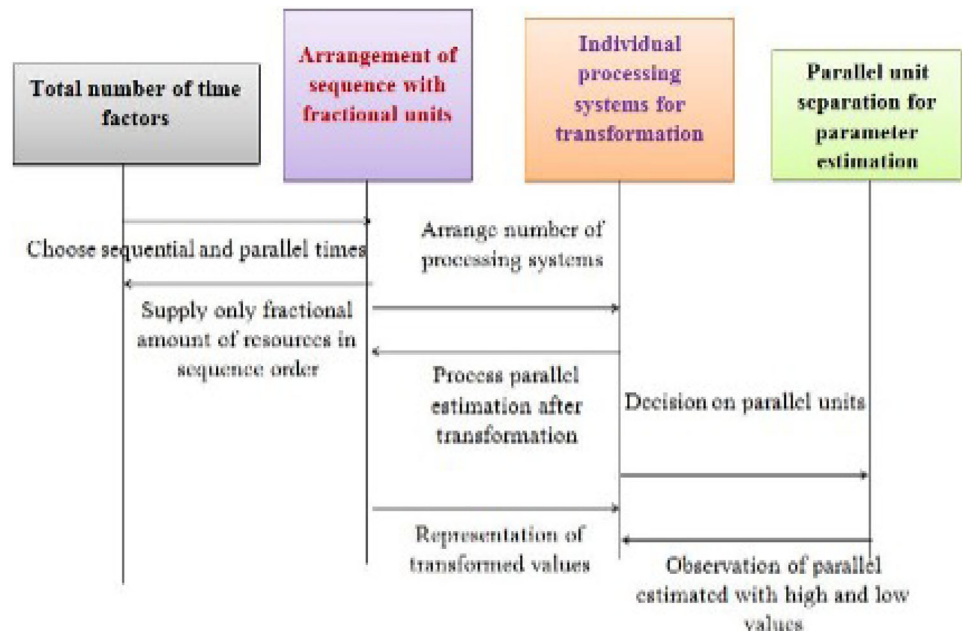 Total number of time
factors
Arrangement of
sequence with
fractional units
Individual
processing
systems for
transformation
Parallel unit
separation for
parameter
estimation
Choose sequential and parallel times
Arrange number of
processing systems
Supply only fractional
amount of resources in
sequence order
Process parallel
estimation after
transformation
Decision on parallel units
Representation of
transformed values
Observation of parallel
estimated with high and low
values